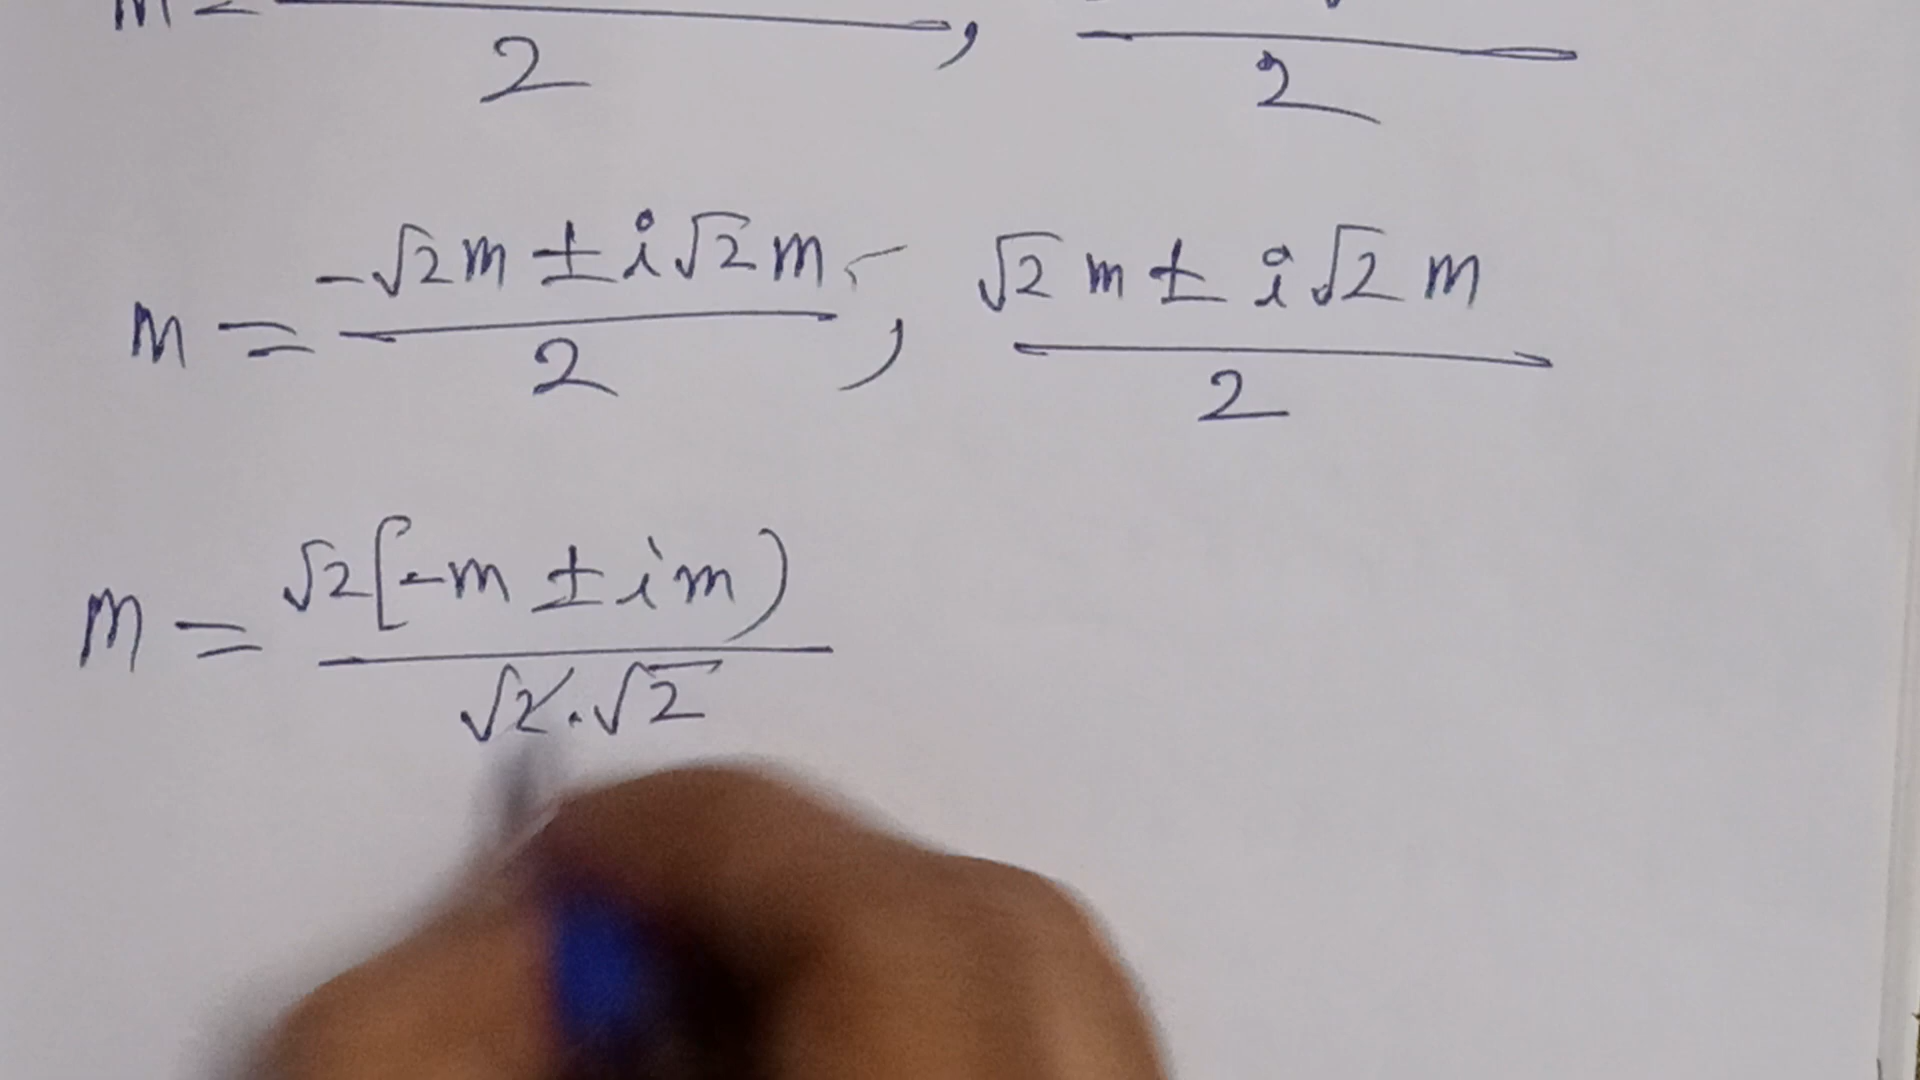 m = 2 , 2
m = -√2m ± i√2m / 2 , √2 m ± i√2 m / 2
m = √2(-m ± im) / √2.√2